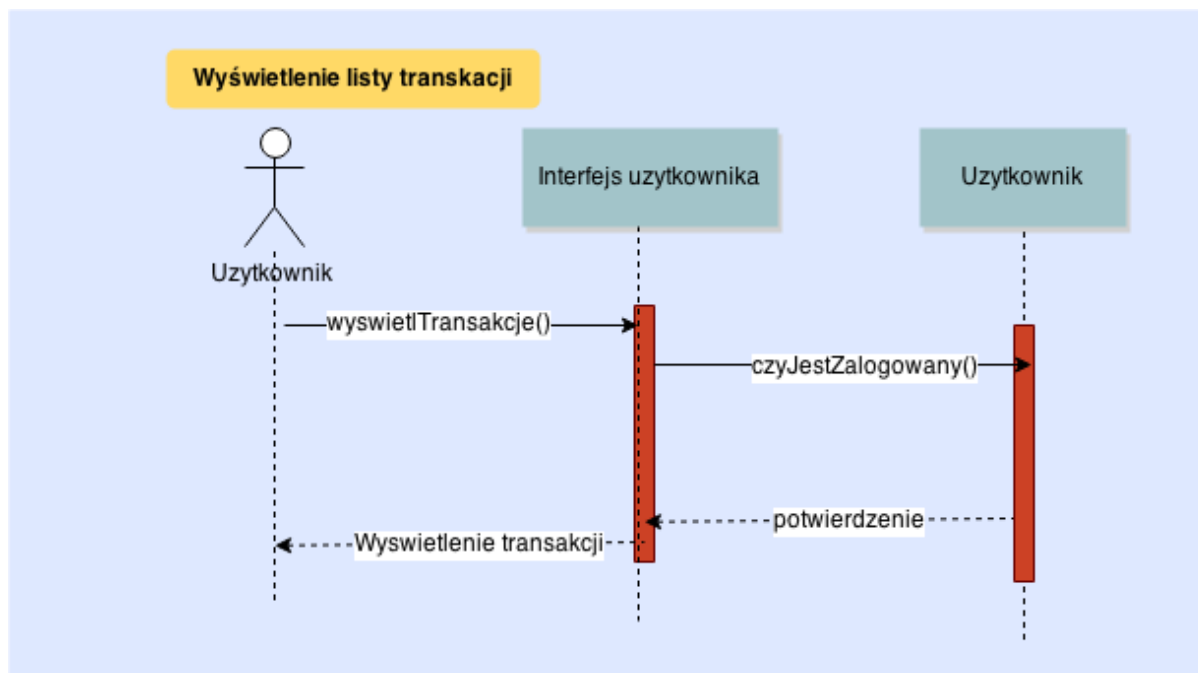 Wyświetlenie listy transkacji
Interfejs uzytkownika
Uzytkownik
Uzytkownik
wyswietlTransakcje()
czyJestZalogowany()
potwierdzenie
Wyswietlenie transakcji